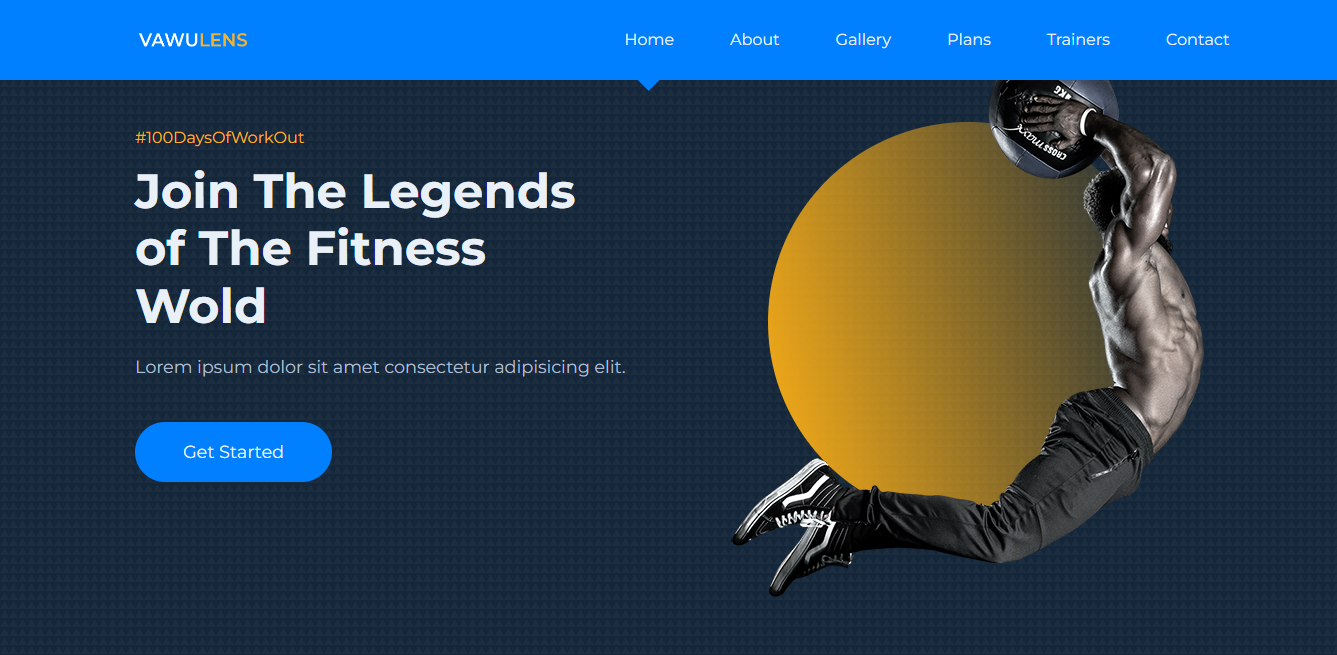 VAWULENS
Home About Gallery Plans Trainers Contact
#100DaysOfWorkOut
Join The Legends
of The Fitness
Wold
Lorem ipsum dolor sit amet consectetur adipisicing elit.
Get Started
KG
CROSS maxx